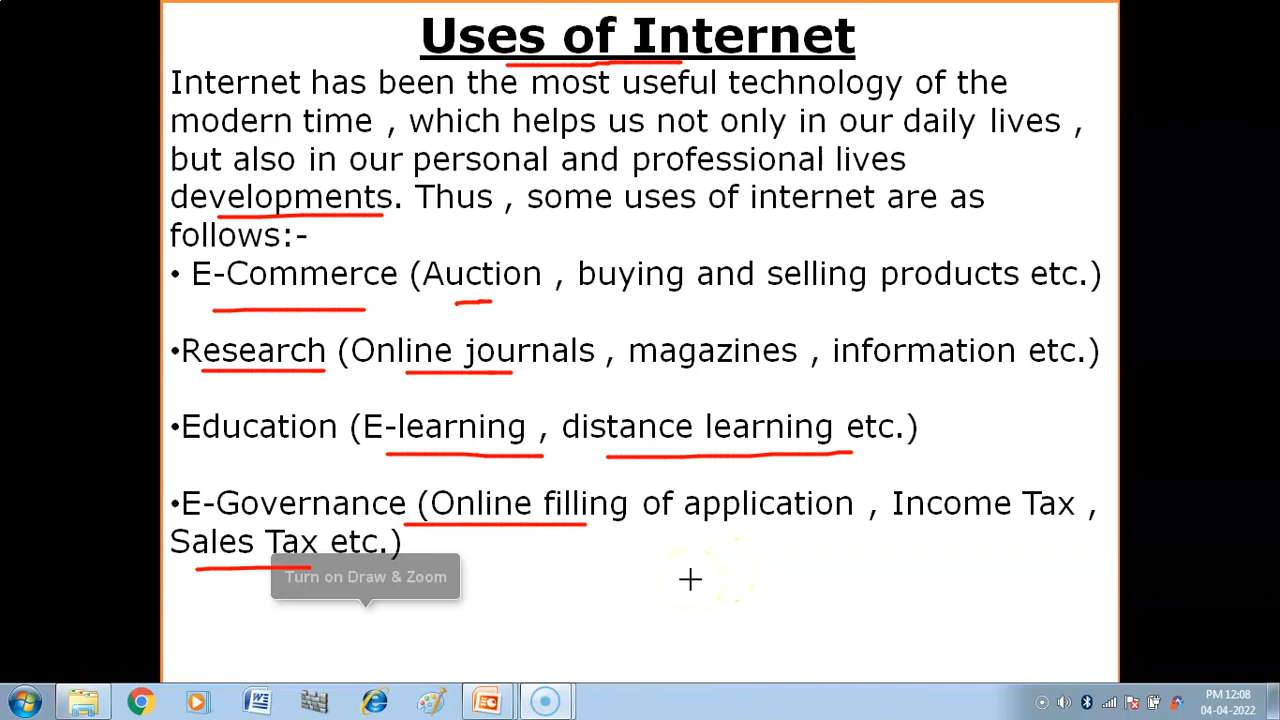 Uses of Internet
Internet has been the most useful technology of the
modern time , which helps us not only in our daily lives ,
but also in our personal and professional lives
developments. Thus , some uses of internet are as
follows:-
• E-Commerce (Auction , buying and selling products etc.)
•Research (Online journals , magazines , information etc.)
•Education (E-learning , distance learning etc.)
•E-Governance (Online filling of application , Income Tax ,
Sales Tax etc.)
Turn on Draw & Zoom
PM 12:08
04-04-2022